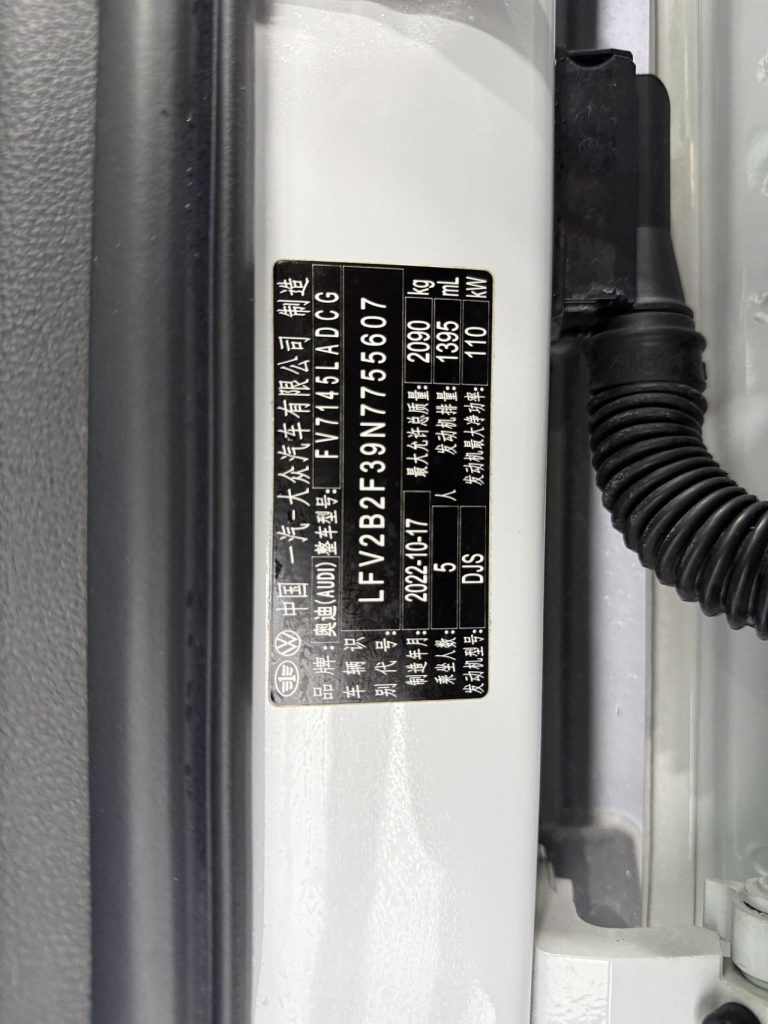 中国 一汽-大众汽车有限公司 制造
品牌: 奥迪(AUDI) 整车型号: FV7145LADCG
车辆识
别代号: LFV2B2F39N7755607
制造年月: 2022-10-17 最大允许总质量: 2090 kg
乘坐人数: 5 人 发动机排量: 1395 mL
发动机型号: DJS 发动机最大净功率: 110 kW